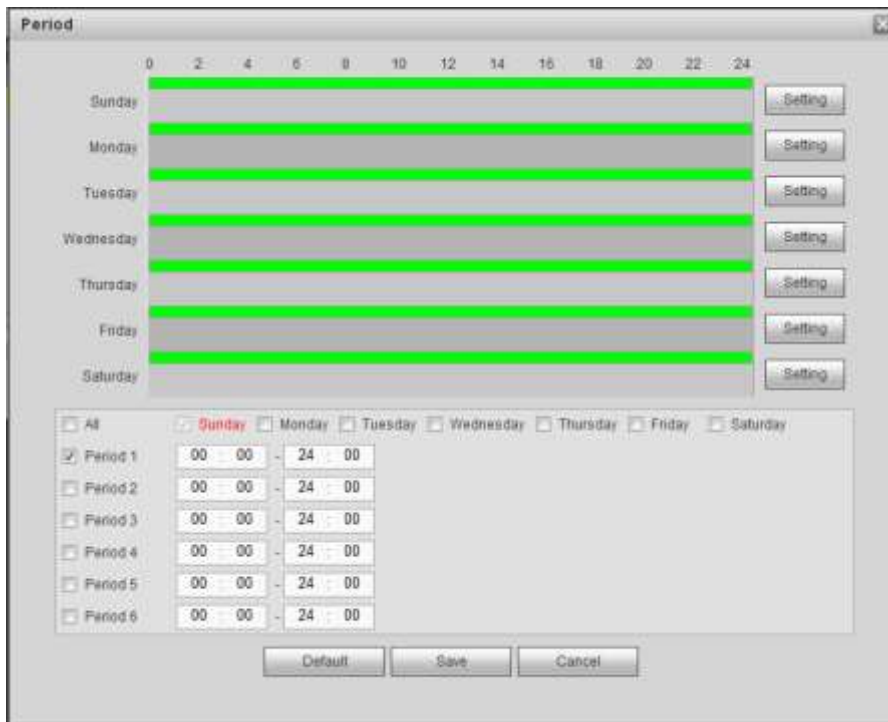 Period
0 2 4 6 8 10 12 14 16 18 20 22 24
Sunday Setting
Monday Setting
Tuesday Setting
Wednesday Setting
Thursday Setting
Friday Setting
Saturday Setting
All Sunday Monday Tuesday Wednesday Thursday Friday Saturday
Period 1 00 : 00 - 24 : 00
Period 2 00 : 00 - 24 : 00
Period 3 00 : 00 - 24 : 00
Period 4 00 : 00 - 24 : 00
Period 5 00 : 00 - 24 : 00
Period 6 00 : 00 - 24 : 00
Default Save Cancel